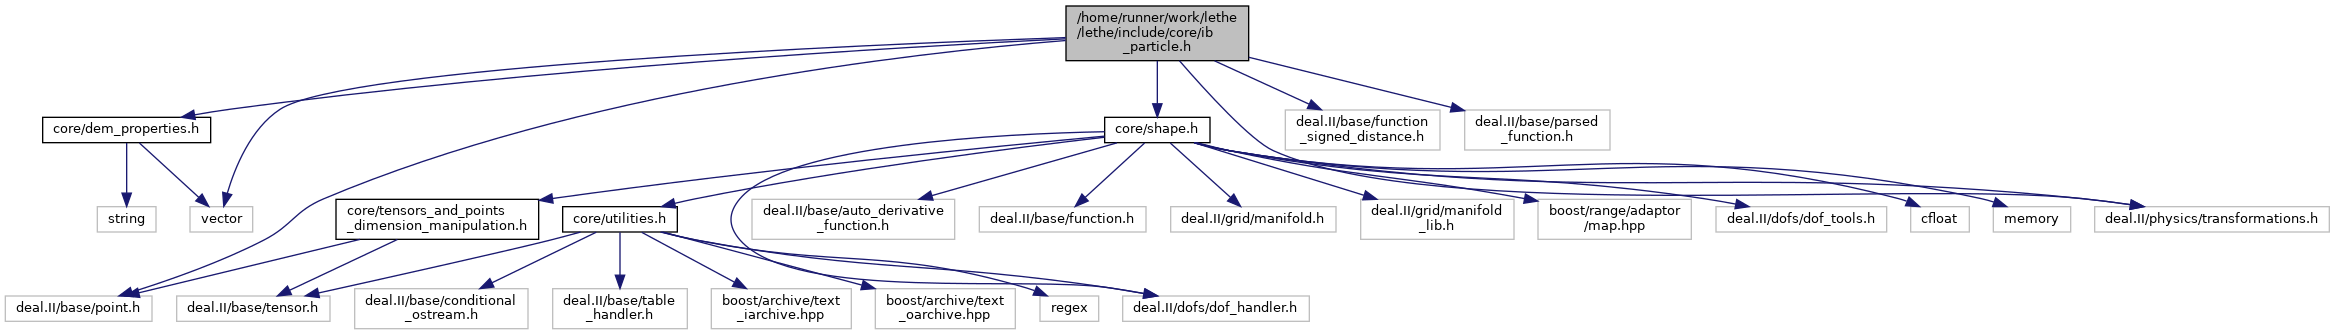 /home/runner/work/lethe
/lethe/include/core/ib
_particle.h
core/dem_properties.h
core/shape.h
deal.II/base/function
_signed_distance.h
deal.II/base/parsed
_function.h
string
vector
core/tensors_and_points
_dimension_manipulation.h
core/utilities.h
deal.II/base/auto_derivative
_function.h
deal.II/base/function.h
deal.II/grid/manifold.h
deal.II/grid/manifold
_lib.h
boost/range/adaptor
/map.hpp
deal.II/dofs/dof_tools.h
cfloat
memory
deal.II/physics/transformations.h
deal.II/base/point.h
deal.II/base/tensor.h
deal.II/base/conditional
_ostream.h
deal.II/base/table
_handler.h
boost/archive/text
_iarchive.hpp
boost/archive/text
_oarchive.hpp
regex
deal.II/dofs/dof_handler.h